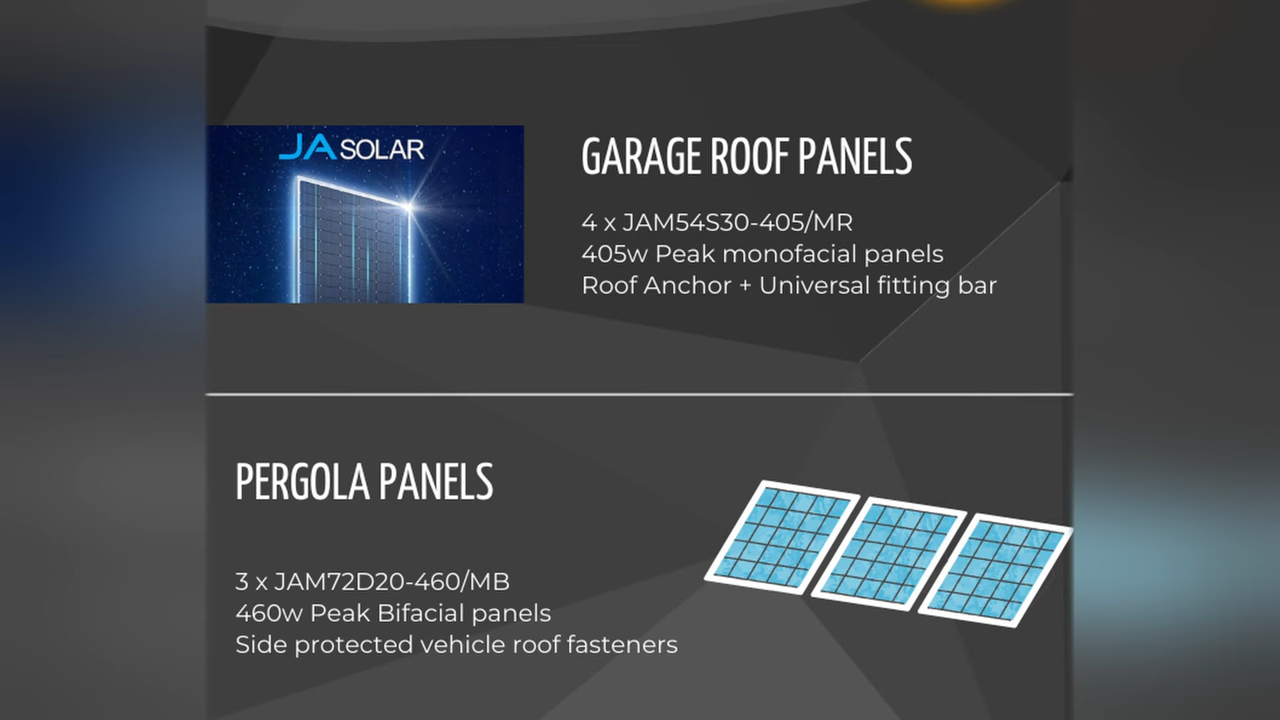 JA SOLAR
GARAGE ROOF PANELS
4 x JAM54S30-405/MR
405w Peak monofacial panels
Roof Anchor + Universal fitting bar
PERGOLA PANELS
3 x JAM72D20-460/MB
460w Peak Bifacial panels
Side protected vehicle roof fasteners